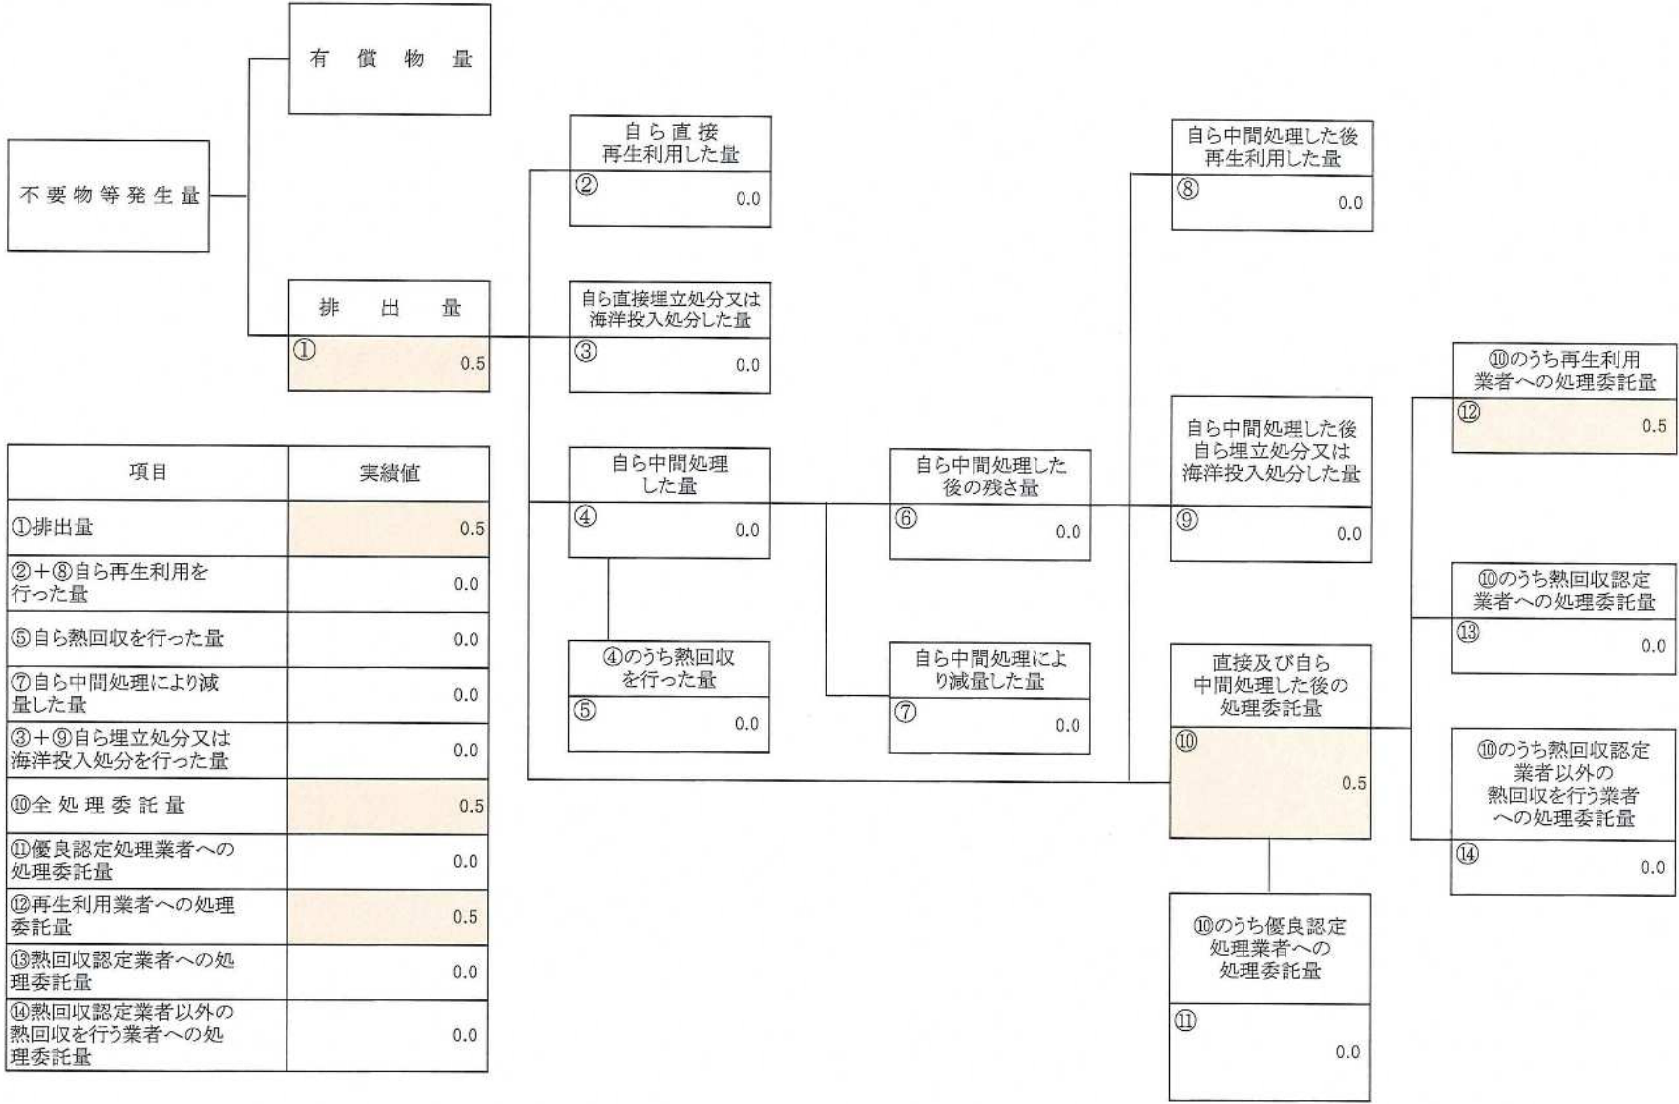 有償物量
不要物等発生量
排出量
①
0.5
自ら直接
再生利用した量
②
0.0
自ら直接埋立処分又は
海洋投入処分した量
③
0.0
自ら中間処理
した量
④
0.0
④のうち熱回収
を行った量
⑤
0.0
自ら中間処理した
後の残さ量
⑥
0.0
自ら中間処理によ
り減量した量
⑦
0.0
自ら中間処理した後
再生利用した量
⑧
0.0
自ら中間処理した後
自ら埋立処分又は
海洋投入処分した量
⑨
0.0
直接及び自ら
中間処理した後の
処理委託量
⑩
0.5
⑩のうち優良認定
処理業者への
処理委託量
⑪
0.0
⑩のうち再生利用
業者への処理委託量
⑫
0.5
⑩のうち熱回収認定
業者への処理委託量
⑬
0.0
⑩のうち熱回収認定
業者以外の
熱回収を行う業者
への処理委託量
⑭
0.0
項目 実績値
①排出量 0.5
②+⑧自ら再生利用を
行った量 0.0
⑤自ら熱回収を行った量 0.0
⑦自ら中間処理により減
量した量 0.0
③+⑨自ら埋立処分又は
海洋投入処分を行った量 0.0
⑩全処理委託量 0.5
⑪優良認定処理業者への
処理委託量 0.0
⑫再生利用業者への処理
委託量 0.5
⑬熱回収認定業者への処
理委託量 0.0
⑭熱回収認定業者以外の
熱回収を行う業者への処
理委託量 0.0